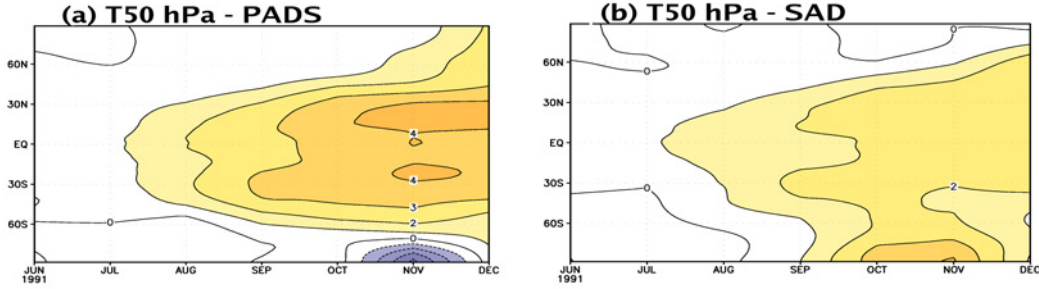 (a) T50 hPa - PADS
60N
30N
EQ
30S
60S
4
4
3
2
0
0
JUN JUL AUG SEP OCT NOV DEC
1991
(b) T50 hPa - SAD
60N
30N
EQ
30S
60S
0
0
0
2
JUN JUL AUG SEP OCT NOV DEC
1991